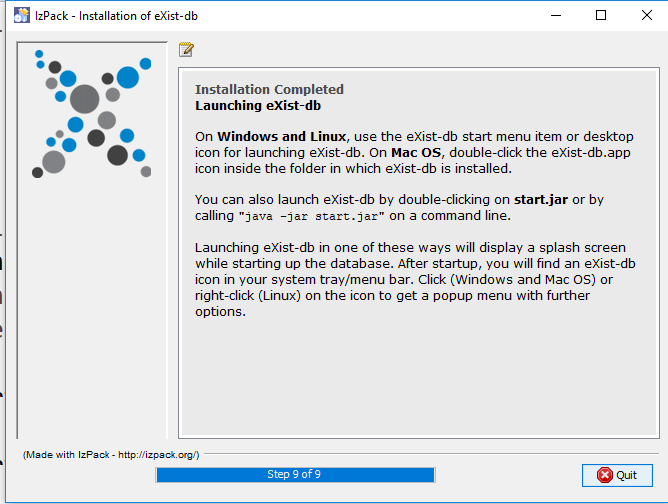 IzPack - Installation of eXist-db
Installation Completed
Launching eXist-db
On Windows and Linux, use the eXist-db start menu item or desktop
icon for launching eXist-db. On Mac OS, double-click the eXist-db.app
icon inside the folder in which eXist-db is installed.
You can also launch eXist-db by double-clicking on start.jar or by
calling "java -jar start.jar" on a command line.
Launching eXist-db in one of these ways will display a splash screen
while starting up the database. After startup, you will find an eXist-db
icon in your system tray/menu bar. Click (Windows and Mac OS) or
right-click (Linux) on the icon to get a popup menu with further
options.
(Made with IzPack - http://izpack.org/)
Step 9 of 9
Quit